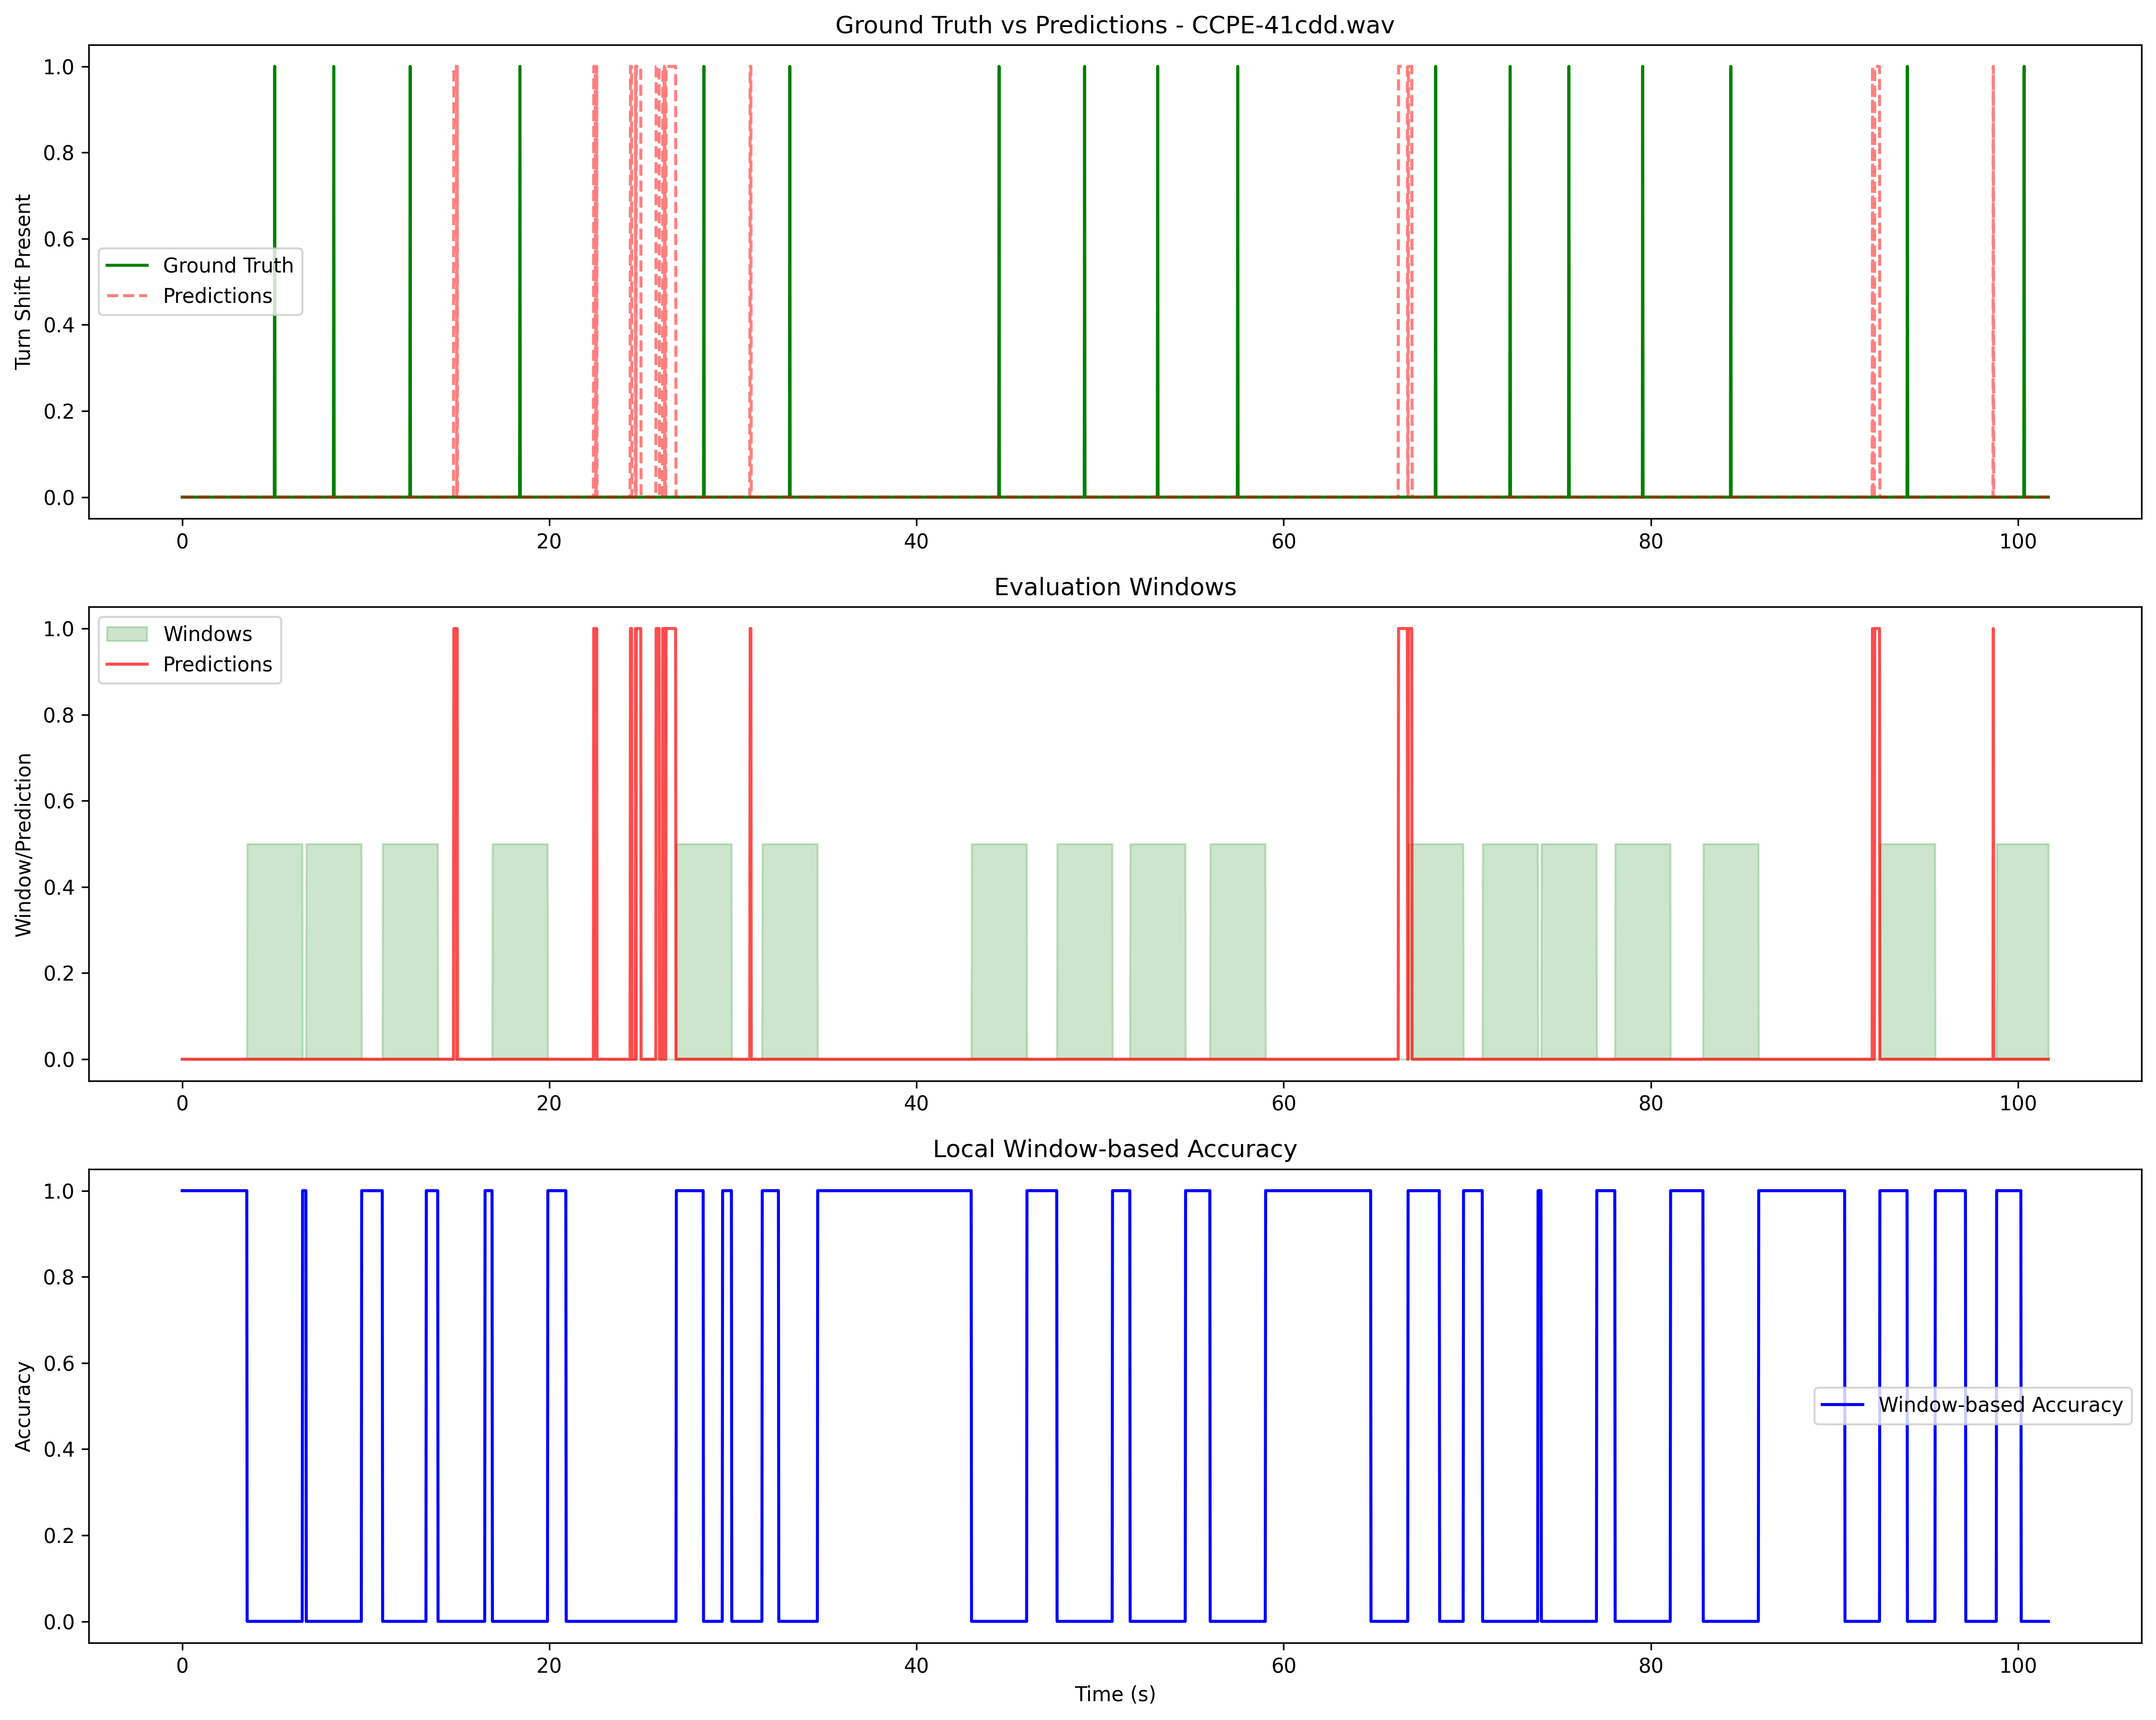 Ground Truth vs Predictions - CCPE-41cdd.wav
Turn Shift Present
1.0
0.8
0.6
0.4
0.2
0.0
Ground Truth
Predictions
0 20 40 60 80 100
Evaluation Windows
Window/Prediction
1.0
0.8
0.6
0.4
0.2
0.0
Windows
Predictions
0 20 40 60 80 100
Local Window-based Accuracy
Accuracy
1.0
0.8
0.6
0.4
0.2
0.0
Window-based Accuracy
0 20 40 60 80 100
Time (s)